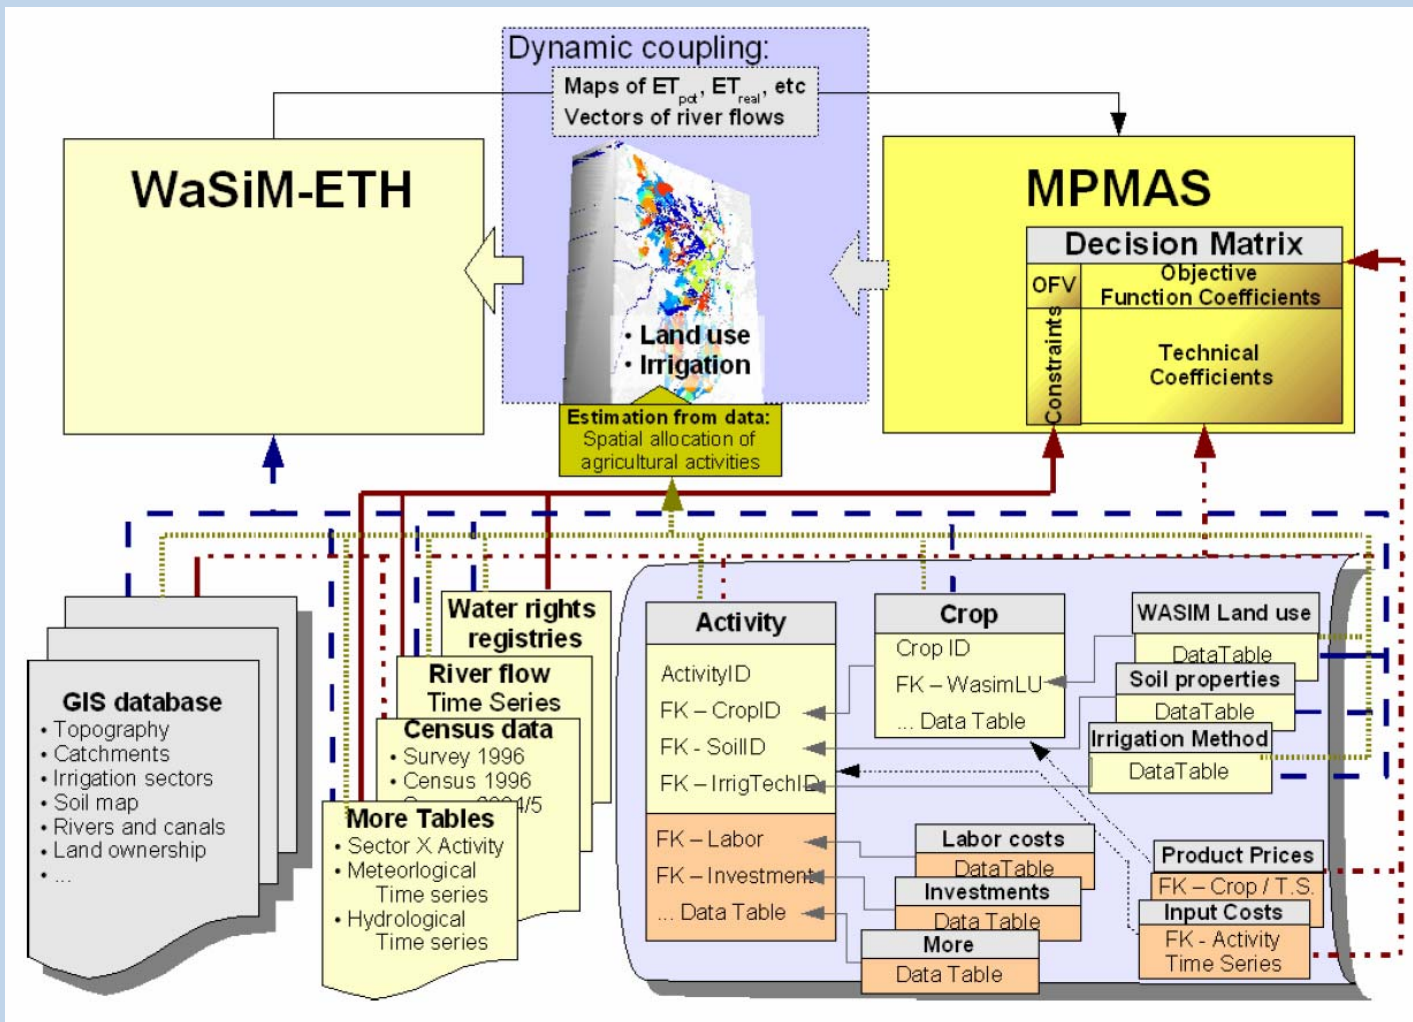 Dynamic coupling:
Maps of ETpot, ETreal, etc
Vectors of river flows
WaSiM-ETH
MPMAS
Decision Matrix
OFV
Objective
Function Coefficients
Constraints
Technical
Coefficients
• Land use
• Irrigation
Estimation from data:
Spatial allocation of
agricultural activities
GIS database
• Topography
• Catchments
• Irrigation sectors
• Soil map
• Rivers and canals
• Land ownership
• ...
Water rights
registries
River flow
Time Series
Census data
• Survey 1996
• Census 1996
More Tables
• Sector X Activity
• Meteorlogical
Time series
• Hydrological
Time series
Activity
ActivityID
FK – CropID
FK - SoilID
FK – IrrigTechID
FK – Labor
FK – Investment
... Data Table
Crop
Crop ID
FK – WasimLU
... Data Table
WASIM Land use
DataTable
Soil properties
DataTable
Irrigation Method
DataTable
Labor costs
DataTable
Investments
Data Table
More
Data Table
Product Prices
FK – Crop / T.S.
Input Costs
FK - Activity
Time Series